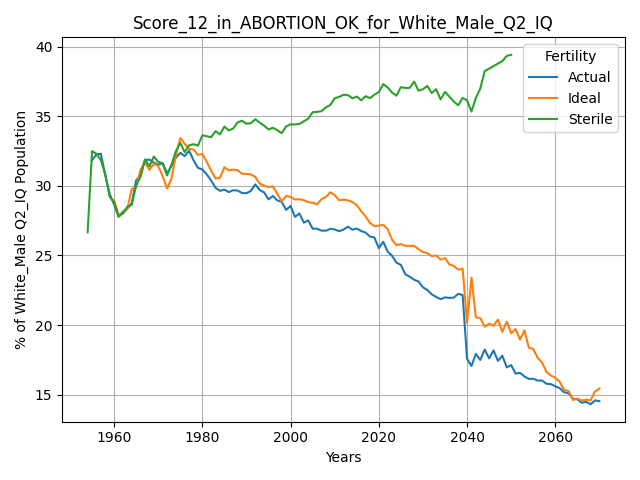 Score_12_in_ABORTION_OK_for_White_Male_Q2_IQ
% of White_Male Q2_IQ Population
40
35
30
25
20
15
Fertility
Actual
Ideal
Sterile
1960 1980 2000 2020 2040 2060
Years